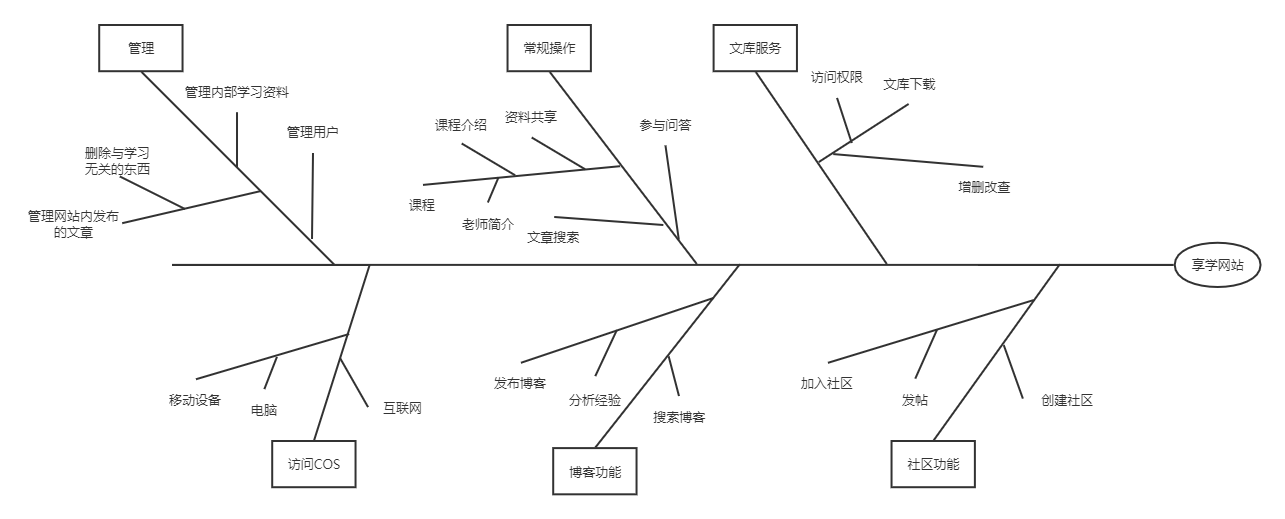 管理
常规操作
文库服务
管理内部学习资料
访问权限
文库下载
管理用户
课程介绍
资料共享
参与问答
删除与学习
无关的东西
增删改查
课程
管理网站内发布
的文章
老师简介
文章搜索
享学网站
移动设备
电脑
互联网
发布博客
分析经验
搜索博客
加入社区
发帖
创建社区
访问COS
博客功能
社区功能